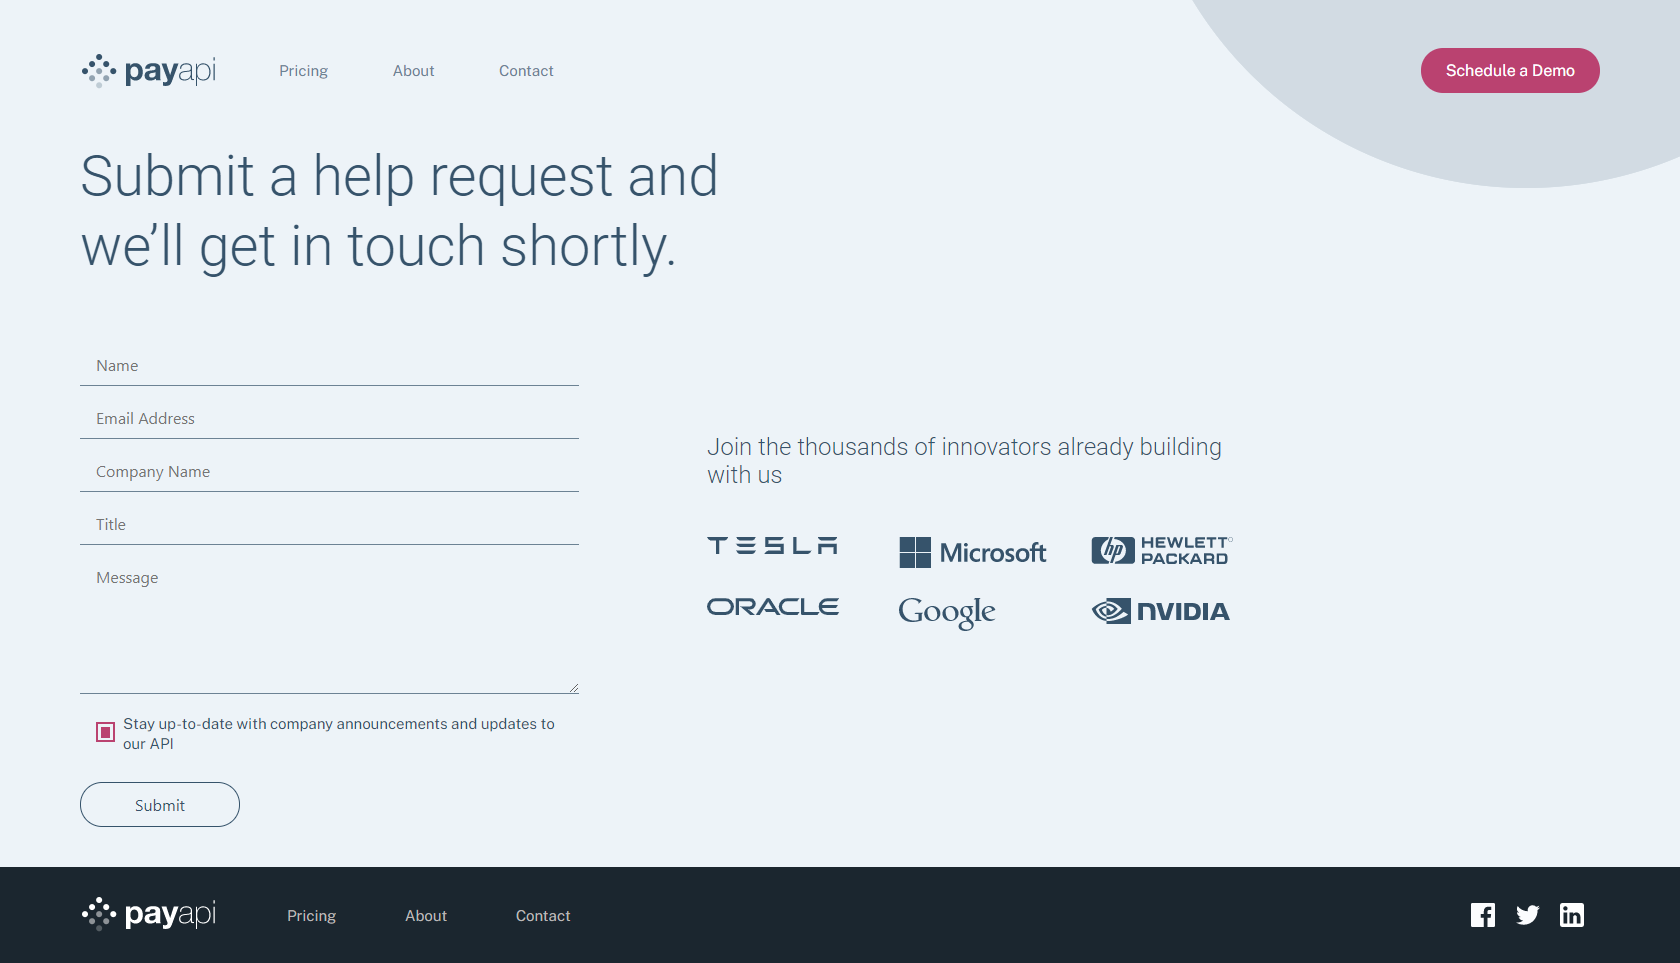 payapi
Pricing
About
Contact
Schedule a Demo
Submit a help request and
we’ll get in touch shortly.
Name
Email Address
Company Name
Title
Message
Stay up-to-date with company announcements and updates to
our API
Submit
Join the thousands of innovators already building
with us
TESLA
Microsoft
hp
HEWLETT
PACKARD
ORACLE
Google
NVIDIA
payapi
Pricing
About
Contact
in